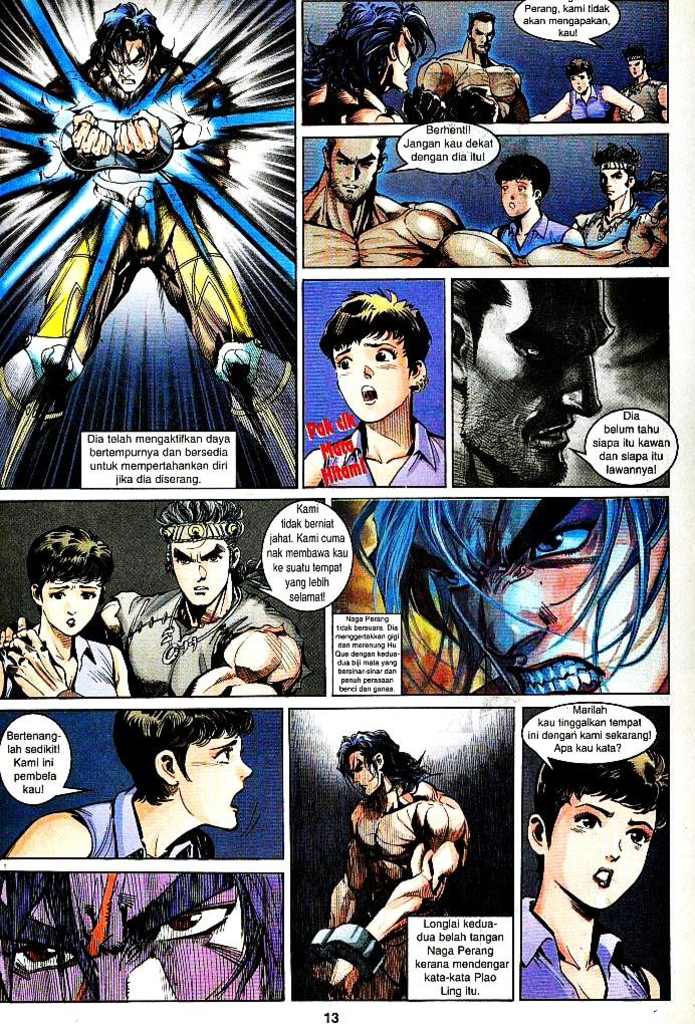 Dia telah mengaktifkan daya
bertempurnya dan bersedia
untuk mempertahankan diri
jika dia diserang.
Perang, kami tidak
akan mengapakan,
kau!
Berhenti!
Jangan kau dekat
dengan dia itu!
Pak cik
Mata
Hitam!
Dia
belum tahu
siapa itu kawan
dan siapa itu
lawannya!
Kami
tidak berniat
jahat. Kami cuma
nak membawa kau
ke suatu tempat
yang lebih
selamat!
Naga Perang
tidak bersuara. Dia
menggertakkan gigi
dan merenung Hu
Que dengan kedua-
dua biji mata yang
bersinar-sinar dan
penuh perasaan
benci dan ganas.
Bertenang-
lah sedikit!
Kami ini
pembela
kau!
Longlai kedua-
dua belah tangan
Naga Perang
kerana mendengar
kata-kata Piao
Ling itu.
Marilah
kau tinggalkan tempat
ini dengan kami sekarang!
Apa kau kata?
13